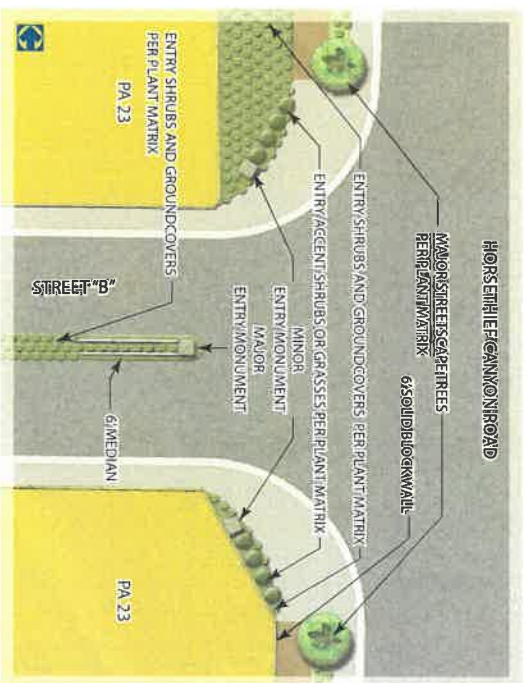 HORSETHIEF CANYON ROAD
MAJOR STREETSCAPE TREES
PER PLANT MATRIX
6' SOLID BLOCK WALL
ENTRY SHRUBS AND GROUNDCOVERS PER PLANT MATRIX
ENTRY ACCENT SHRUBS OR GRASSES PER PLANT MATRIX
MINOR
ENTRY MONUMENT
MAJOR
ENTRY MONUMENT
6' MEDIAN
STREET "B"
ENTRY SHRUBS AND GROUNDCOVERS
PER PLANT MATRIX
PA 23
PA 23